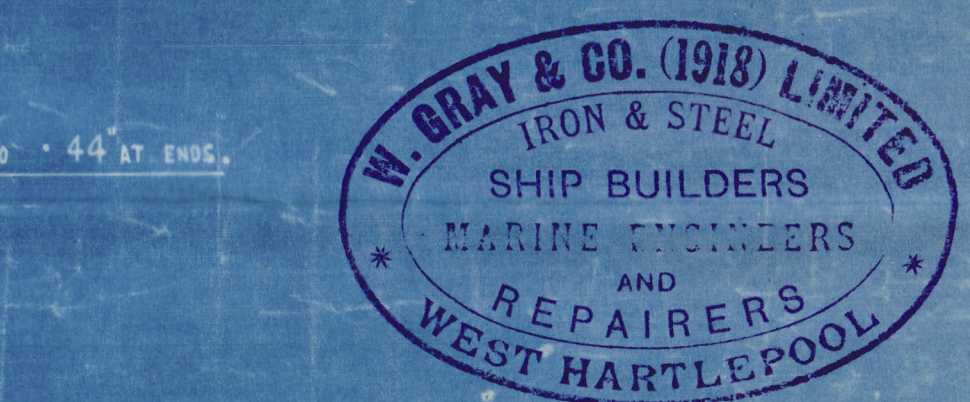 · 44" AT ENDS.
W. GRAY & CO. (1918) LIMITED
IRON & STEEL
SHIP BUILDERS
MARINE ENGINEERS
AND
REPAIRERS
WEST HARTLEPOOL